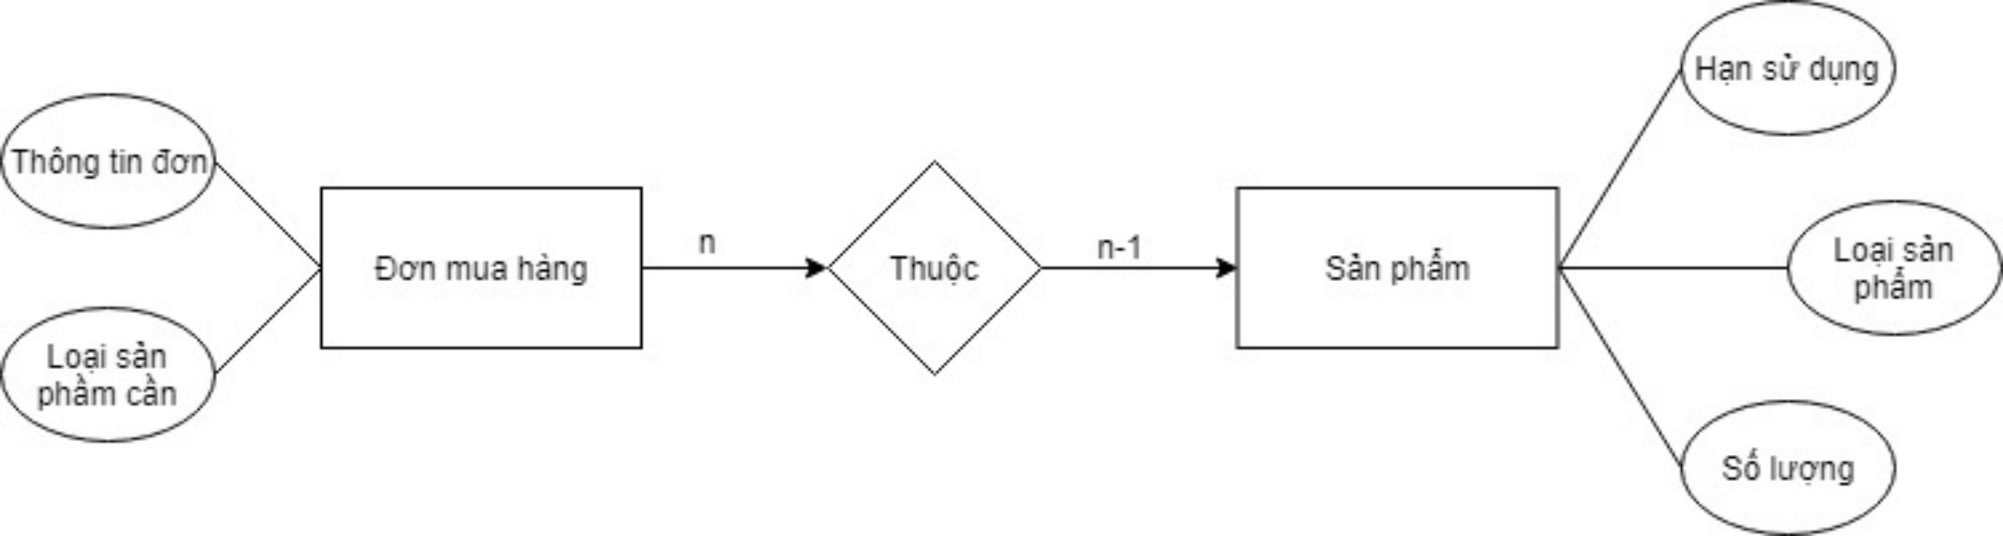 Thông tin đơn
Loại sản
phầm cần
Đơn mua hàng
n
Thuộc
n-1
Sản phẩm
Hạn sử dụng
Loại sản
phẩm
Số lượng